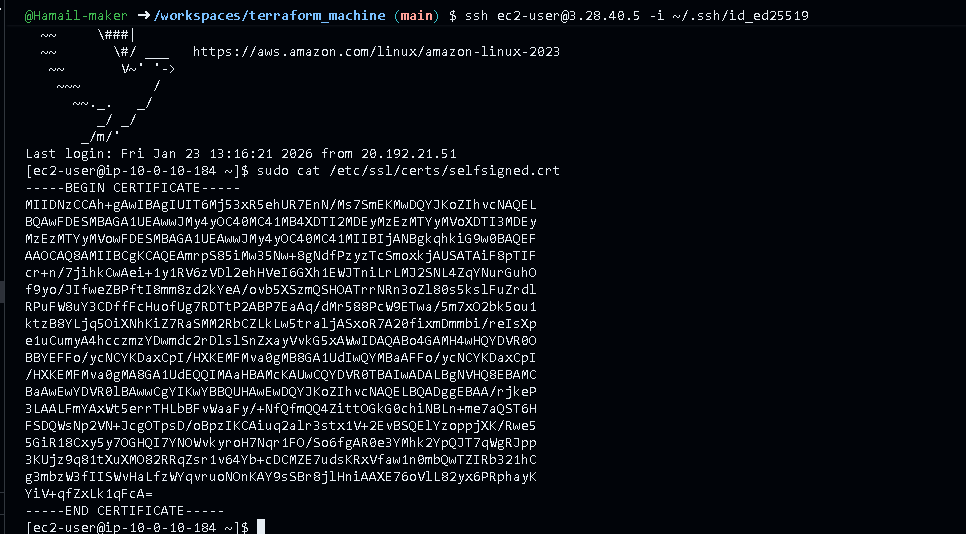 @Hamail-maker ➜ /workspaces/terraform_machine (main) $ ssh ec2-user@3.28.40.5 -i ~/.ssh/id_ed25519
~~ \###|
~~ \#/ ___ https://aws.amazon.com/linux/amazon-linux-2023
~~ V~' '->
~~~ /
~~._. _/
_/ _/
_/m/'
Last login: Fri Jan 23 13:16:21 2026 from 20.192.21.51
[ec2-user@ip-10-0-10-184 ~]$ sudo cat /etc/ssl/certs/selfsigned.crt
-----BEGIN CERTIFICATE-----
MIIDNzCCAh+gAwIBAgIUIT6Mj53xR5ehUR7EnN/Ms7SmEKMwDQYJKoZIhvcNAQEL
BQAwFDESMBAGA1UEAwwJMy4yOC40MC41MB4XDTI2MDEyMzEzMTYyMVoXDTI3MDEy
MzEzMTYyMVowFDESMBAGA1UEAwwJMy4yOC40MC41MIIBIjANBgkqhkiG9w0BAQEF
AAOCAQ8AMIIBCgKCAQEAmrpS85iMw35Nw+8gNdfPzyzTcSmoxkjAUSATAiF8pTIF
cr+n/7jihkCwAei+1y1RV6zVDl2ehHVeI6GXh1EWJTniLrLMJ2SNL4ZqYNurGuhO
f9yo/JIfweZBPftI8mm8zd2kYeA/ovb5XSzmQSHOATrrNRn3oZl80s5kslFuZrdl
RPuFW8uY3CDffFcHuofUg7RDTtP2ABP7EaAq/dMr588PcW9ETwa/5m7xO2bk5ou1
ktzB8YLjq5OiXNhKiZ7RaSMM2RbCZLkLw5traljASxoR7A20fixmDmmbi/reIsXp
e1uCumyA4hcczmzYDwmdc2rDlslSnZxayVvkG5xAWwIDAQABo4GAMH4wHQYDVR0O
BBYEFFo/ycNCYKDaxCpI/HXKEMFMva0gMB8GA1UdIwQYMBaAFFo/ycNCYKDaxCpI
/HXKEMFMva0gMA8GA1UdEQQIMAaHBAMcKAUwCQYDVR0TBAIwADALBgNVHQ8EBAMC
BaAwEwYDVR0lBAwwCgYIKwYBBQUHAwEwDQYJKoZIhvcNAQELBQADggEBAA/rjkeP
3LAALFmYAxWt5errTHLbBFvWaaFy/+NfQfmQQ4ZittOGkG0chiNBLn+me7aQST6H
FSDQWsNp2VN+JcgOTpsD/oBpzIKCAiuq2alr3stx1V+2EvBSQElYzoppjXK/Rwe5
5GiR18Cxy5y7OGHQI7YNOWvkyroH7Nqr1FO/So6fgAR0e3YMhk2YpQJT7qWgRJpp
3KUjz9q81tXuXMO82RRqZsr1v64Yb+cDCMZE7udsKRxVfaw1n0mbQwTZIRb321hC
g3mbzW3fIISWvHaLfzWYqvruoNOnKAY9sSBr8jlHniAAXE76oVlL82yx6PRphayK
YiV+qfZxLk1qFcA=
-----END CERTIFICATE-----
[ec2-user@ip-10-0-10-184 ~]$